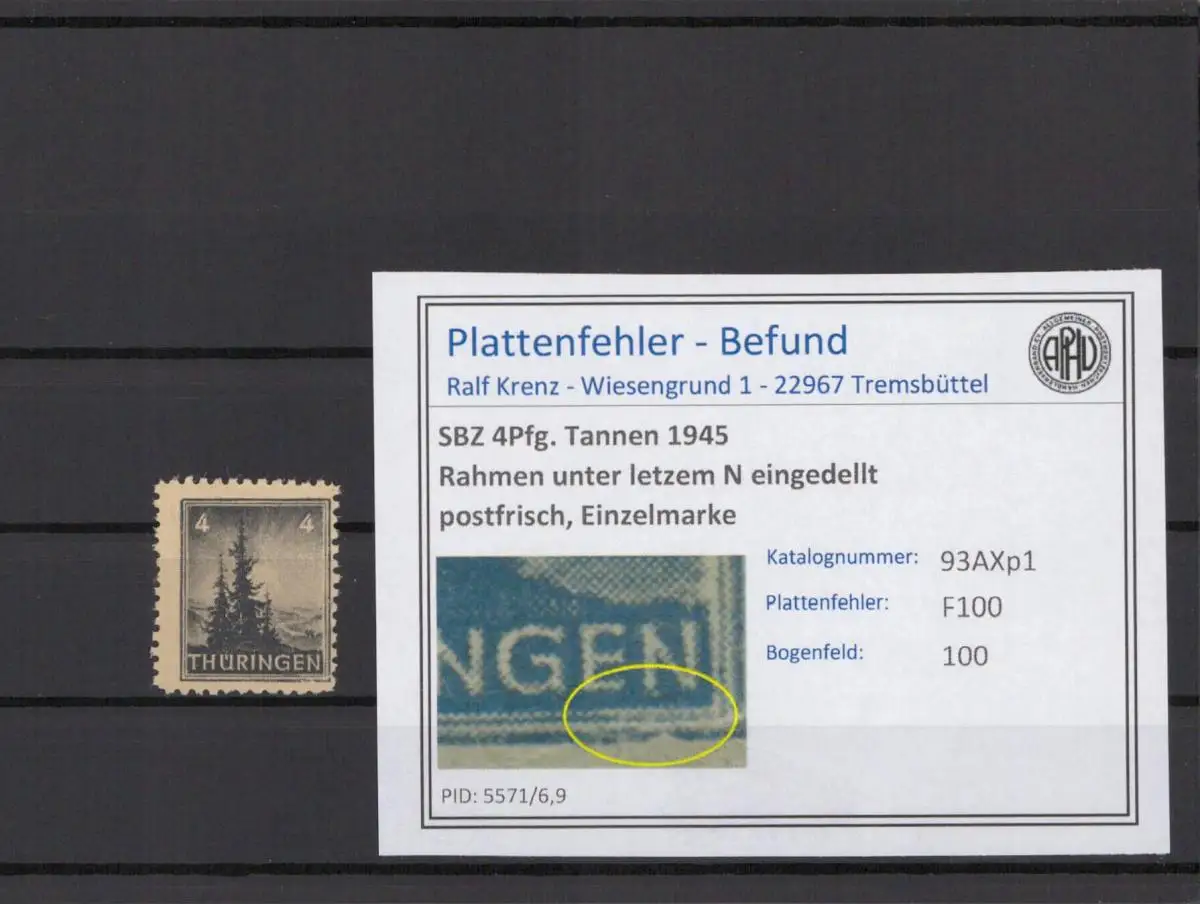 4 4
THÜRINGEN
Plattenfehler - Befund
Ralf Krenz - Wiesengrund 1 - 22967 Tremsbüttel
APHV
SBZ 4Pfg. Tannen 1945
Rahmen unter letzem N eingedellt
postfrisch, Einzelmarke
NGEN
Katalognummer: 93AXp1
Plattenfehler: F100
Bogenfeld: 100
PID: 5571/6,9